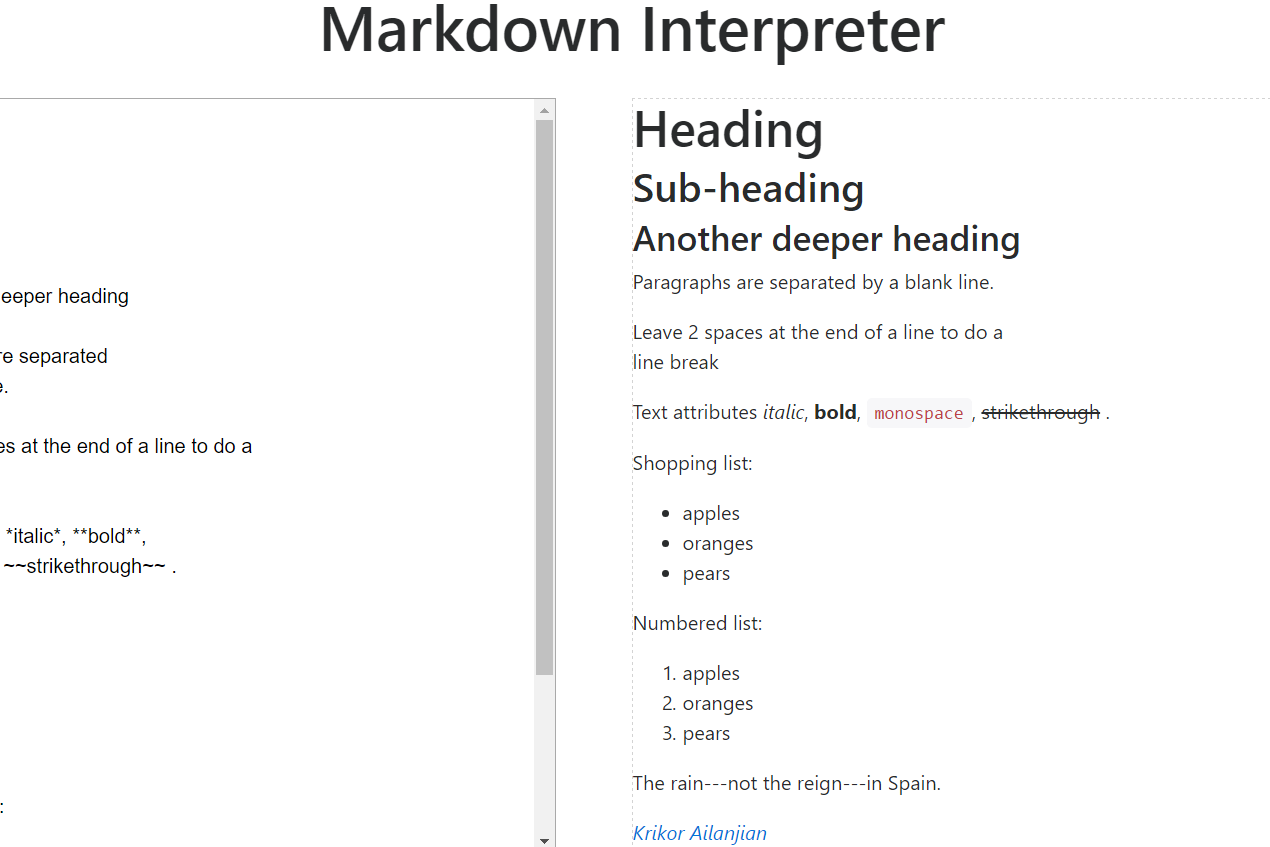 Markdown Interpreter
eeper heading
re separated
e.
es at the end of a line to do a
*italic*, **bold**,
~~strikethrough~~ .
:
Heading
Sub-heading
Another deeper heading
Paragraphs are separated by a blank line.
Leave 2 spaces at the end of a line to do a
line break
Text attributes italic, bold, monospace, strikethrough .
Shopping list:
• apples
• oranges
• pears
Numbered list:
1. apples
2. oranges
3. pears
The rain---not the reign---in Spain.
Krikor Ailanjian